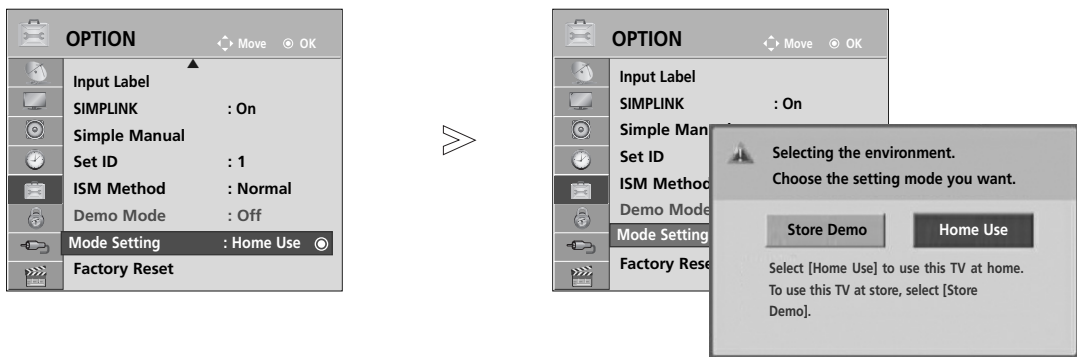 OPTION
Move OK
Input Label
SIMPLINK : On
Simple Manual
Set ID : 1
ISM Method : Normal
Demo Mode : Off
Mode Setting : Home Use
Factory Reset
OPTION
Move OK
Input Label
SIMPLINK : On
Simple Man
Set ID
ISM Method
Demo Mode
Mode Setting
Factory Rese
Selecting the environment.
Choose the setting mode you want.
Store Demo Home Use
Select [Home Use] to use this TV at home.
To use this TV at store, select [Store
Demo].